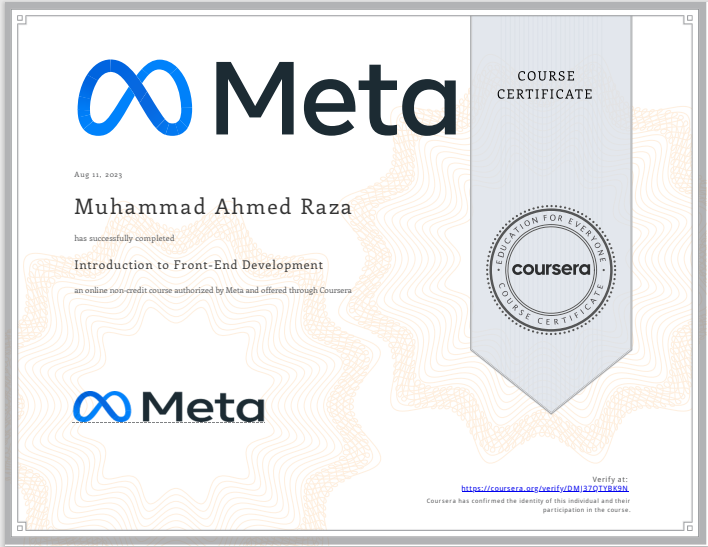 Meta
COURSE
CERTIFICATE
Aug 11, 2023
Muhammad Ahmed Raza
has successfully completed
Introduction to Front-End Development
an online non-credit course authorized by Meta and offered through Coursera
EDUCATION FOR EVERYONE
coursera
COURSE CERTIFICATE
Meta
Verify at:
https://coursera.org/verify/DMJ37QTYBK9N
Coursera has confirmed the identity of this individual and their
participation in the course.